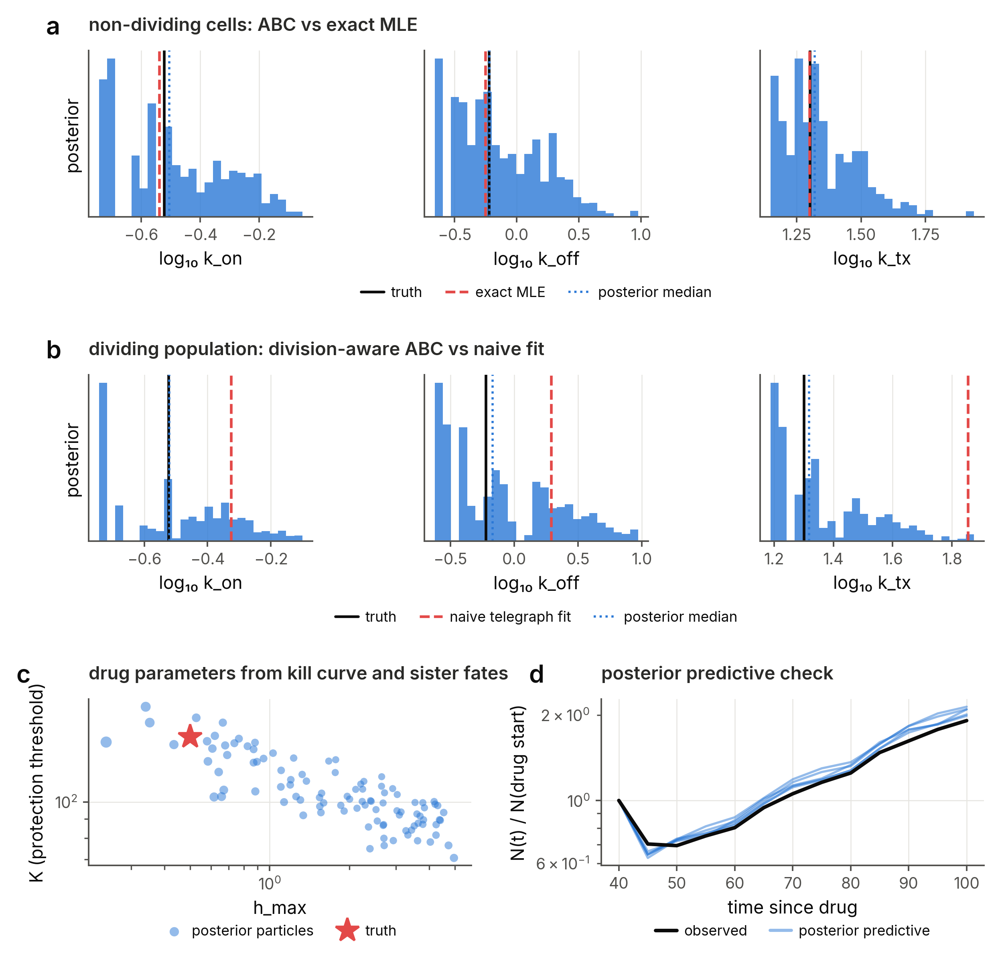 a non-dividing cells: ABC vs exact MLE
posterior
−0.6 −0.4 −0.2
log₁₀ k_on
−0.5 0.0 0.5 1.0
log₁₀ k_off
1.25 1.50 1.75
log₁₀ k_tx
truth exact MLE posterior median
b dividing population: division-aware ABC vs naive fit
posterior
−0.6 −0.4 −0.2
log₁₀ k_on
−0.5 0.0 0.5 1.0
log₁₀ k_off
1.2 1.4 1.6 1.8
log₁₀ k_tx
truth naive telegraph fit posterior median
c drug parameters from kill curve and sister fates
K (protection threshold)
10²
10⁰
h_max
posterior particles truth
d posterior predictive check
N(t) / N(drug start)
2 × 10⁰
10⁰
6 × 10⁻¹
40 50 60 70 80 90 100
time since drug
observed posterior predictive